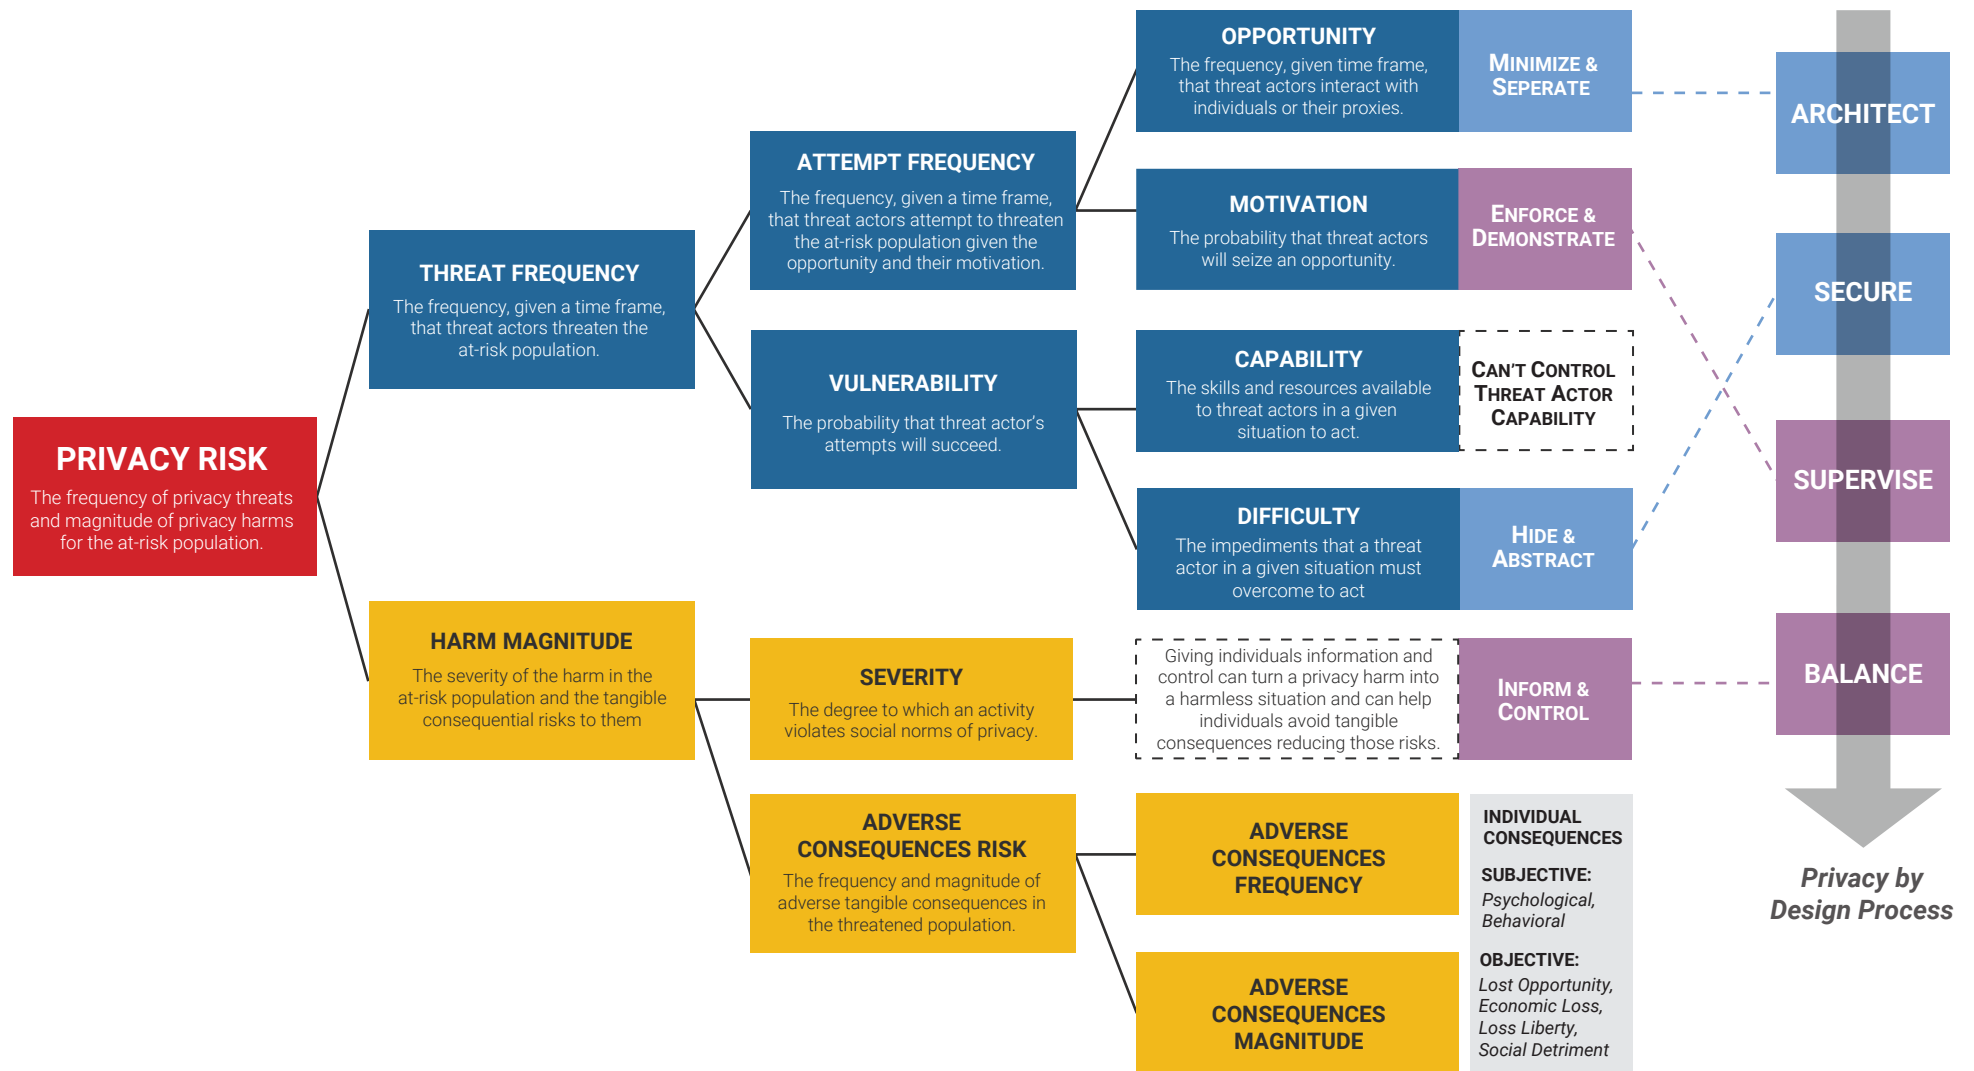 PRIVACY RISK
The frequency of privacy threats
and magnitude of privacy harms
for the at-risk population.
THREAT FREQUENCY
The frequency, given a time frame,
that threat actors threaten the
at-risk population.
HARM MAGNITUDE
The severity of the harm in the
at-risk population and the tangible
consequential risks to them
ATTEMPT FREQUENCY
The frequency, given a time frame,
that threat actors attempt to threaten
the at-risk population given the
opportunity and their motivation.
VULNERABILITY
The probability that threat actor's
attempts will succeed.
SEVERITY
The degree to which an activity
violates social norms of privacy.
ADVERSE
CONSEQUENCES RISK
The frequency and magnitude of
adverse tangible consequences in
the threatened population.
OPPORTUNITY
The frequency, given time frame,
that threat actors interact with
individuals or their proxies.
MINIMIZE &
SEPERATE
MOTIVATION
The probability that threat actors
will seize an opportunity.
ENFORCE &
DEMONSTRATE
CAPABILITY
The skills and resources available
to threat actors in a given
situation to act.
CAN'T CONTROL
THREAT ACTOR
CAPABILITY
DIFFICULTY
The impediments that a threat
actor in a given situation must
overcome to act
HIDE &
ABSTRACT
Giving individuals information and
control can turn a privacy harm into
a harmless situation and can help
individuals avoid tangible
consequences reducing those risks.
INFORM &
CONTROL
ADVERSE
CONSEQUENCES
FREQUENCY
ADVERSE
CONSEQUENCES
MAGNITUDE
INDIVIDUAL
CONSEQUENCES
SUBJECTIVE:
Psychological,
Behavioral
OBJECTIVE:
Lost Opportunity,
Economic Loss,
Loss Liberty,
Social Detriment
ARCHITECT
SECURE
SUPERVISE
BALANCE
Privacy by
Design Process